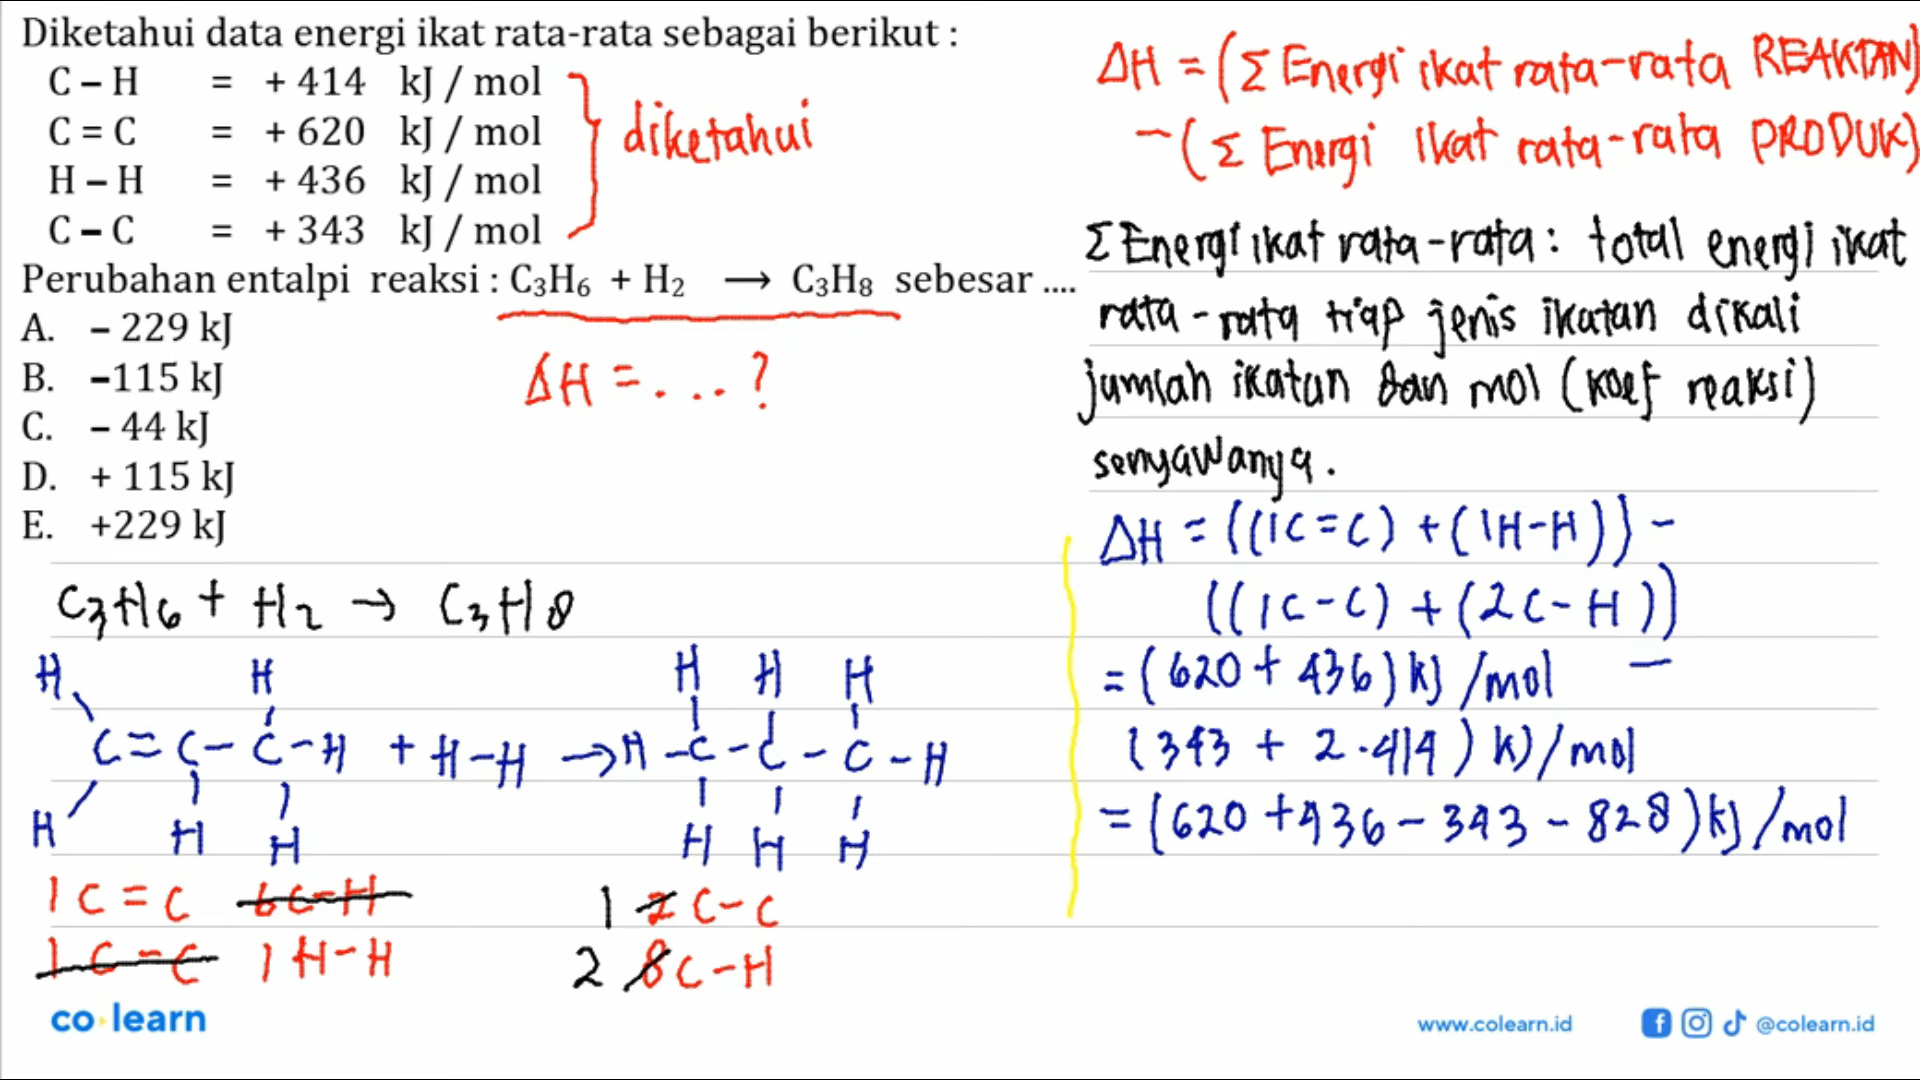 Diketahui data energi ikat rata-rata sebagai berikut :
C – H = + 414 kJ / mol
C = C = + 620 kJ / mol
H – H = + 436 kJ / mol
C – C = + 343 kJ / mol
diketahui
Perubahan entalpi reaksi : C₃H₆ + H₂ → C₃H₈ sebesar ....
A. – 229 kJ
B. –115 kJ
C. – 44 kJ
D. + 115 kJ
E. +229 kJ
ΔH = . . . ?
C₃H₆ + H₂ → C₃H₈
H H H H H
C = C – C – H + H – H → H – C – C – C – H
H H H H H H
1 C = C 6 C – H 1 2 C – C
1 C – C 1 H – H 2 8 C – H
ΔH = (Σ Energi ikat rata-rata REAKTAN)
– (Σ Energi Ikat rata-rata PRODUK)
Σ Energi ikat rata-rata : total energi ikat
rata-rata tiap jenis ikatan dikali
jumlah ikatan dan mol (koef reaksi)
senyawanya.
ΔH = ((1C=C) + (1H-H)) –
((1C-C) + (2C-H))
= (620 + 436) kJ/mol –
(343 + 2·414) kJ/mol
= (620 + 436 – 343 – 828) kJ/mol
co learn
www.colearn.id @colearn.id